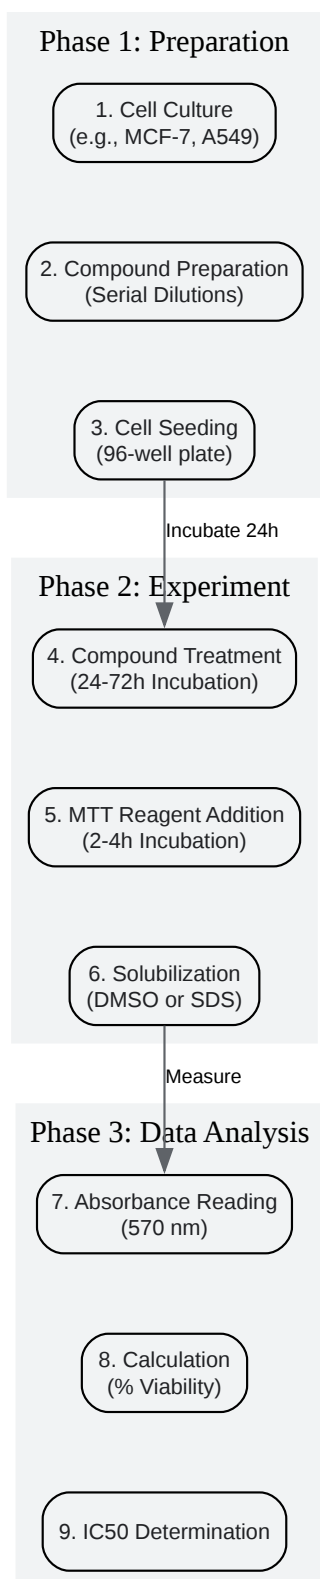 Phase 1: Preparation
1. Cell Culture
(e.g., MCF-7, A549)
2. Compound Preparation
(Serial Dilutions)
3. Cell Seeding
(96-well plate)
Incubate 24h
Phase 2: Experiment
4. Compound Treatment
(24-72h Incubation)
5. MTT Reagent Addition
(2-4h Incubation)
6. Solubilization
(DMSO or SDS)
Measure
Phase 3: Data Analysis
7. Absorbance Reading
(570 nm)
8. Calculation
(% Viability)
9. IC50 Determination